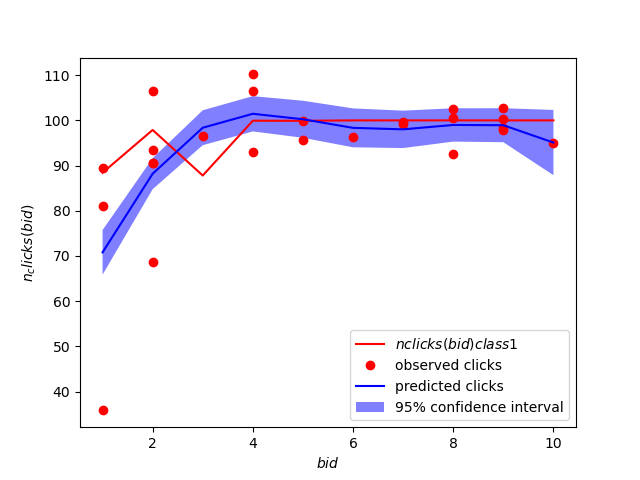 110
100
90
80
70
60
50
40
n_clicks(bid)
2
4
6
8
10
bid
nclicks(bid)class1
observed clicks
predicted clicks
95% confidence interval